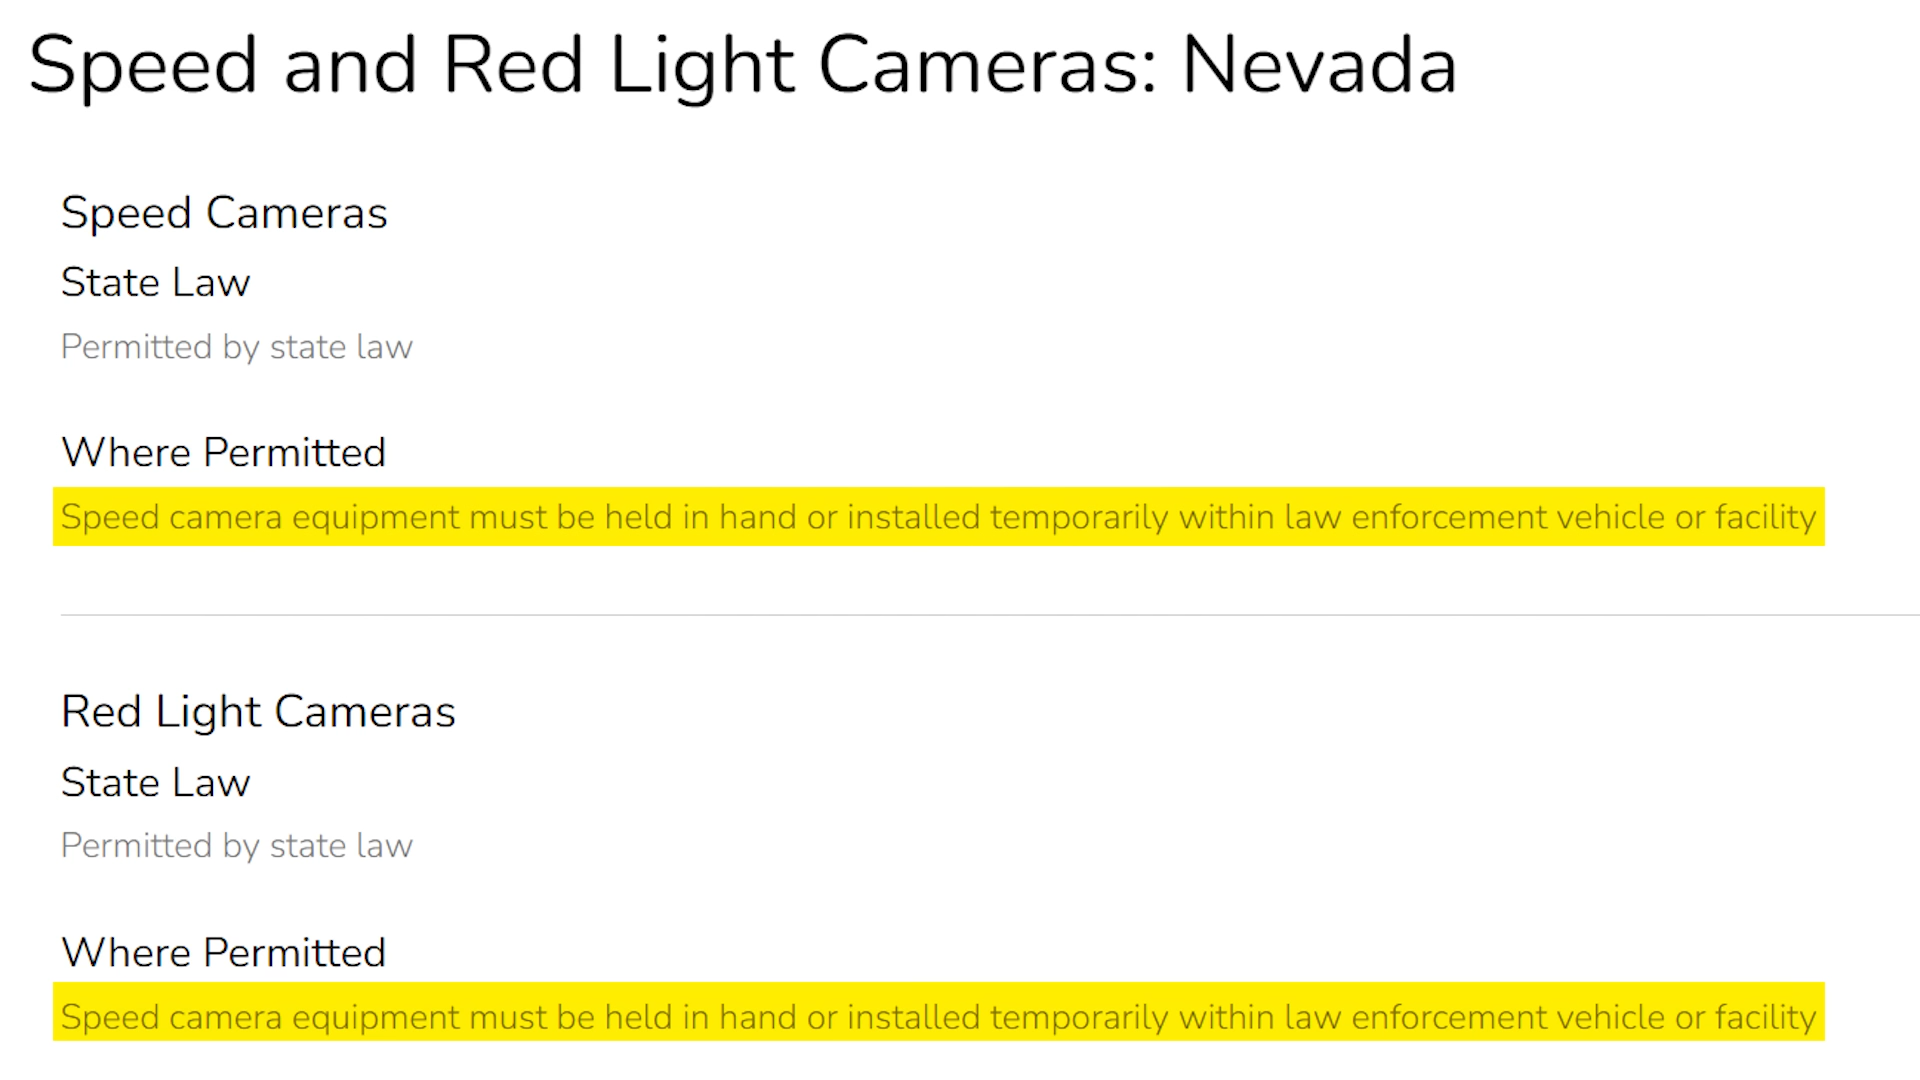 Speed and Red Light Cameras: Nevada
Speed Cameras
State Law
Permitted by state law
Where Permitted
Speed camera equipment must be held in hand or installed temporarily within law enforcement vehicle or facility
Red Light Cameras
State Law
Permitted by state law
Where Permitted
Speed camera equipment must be held in hand or installed temporarily within law enforcement vehicle or facility